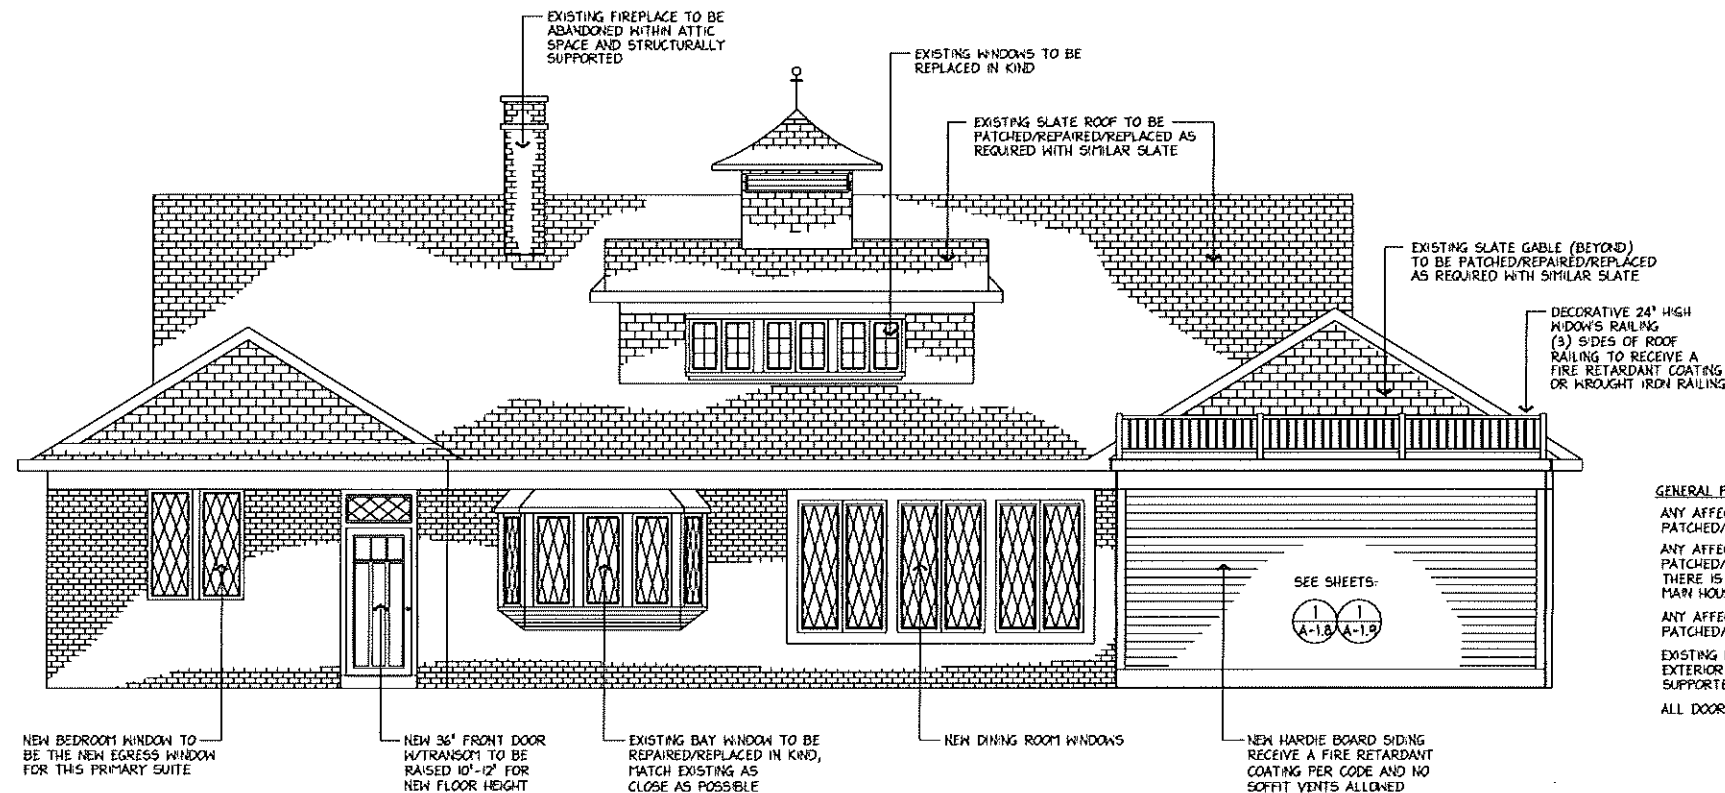 EXISTING FIREPLACE TO BE
ABANDONED WITHIN ATTIC
SPACE AND STRUCTURALLY
SUPPORTED
EXISTING WINDOWS TO BE
REPLACED IN KIND
EXISTING SLATE ROOF TO BE
PATCHED/REPAIRED/REPLACED AS
REQUIRED WITH SIMILAR SLATE
EXISTING SLATE GABLE (BEYOND)
TO BE PATCHED/REPAIRED/REPLACED
AS REQUIRED WITH SIMILAR SLATE
DECORATIVE 24" HIGH
WIDOW'S RAILING
(3) SIDES OF ROOF
RAILING TO RECEIVE A
FIRE RETARDANT COATING
OR WROUGHT IRON RAILING
GENERAL
ANY AFFE
PATCHED/
ANY AFFE
PATCHED/
THERE IS
MAIN HOU
ANY AFFE
PATCHED/
EXISTING
EXTERIOR
SUPPORTE
ALL DOOR
SEE SHEETS:
1 1
A-1.8 A-1.9
NEW BEDROOM WINDOW TO
BE THE NEW EGRESS WINDOW
FOR THIS PRIMARY SUITE
NEW 36" FRONT DOOR
W/TRANSOM TO BE
RAISED 10"-12" FOR
NEW FLOOR HEIGHT
EXISTING BAY WINDOW TO BE
REPAIRED/REPLACED IN KIND,
MATCH EXISTING AS
CLOSE AS POSSIBLE
NEW DINING ROOM WINDOWS
NEW HARDIE BOARD SIDING
RECEIVE A FIRE RETARDANT
COATING PER CODE AND NO
SOFFIT VENTS ALLOWED